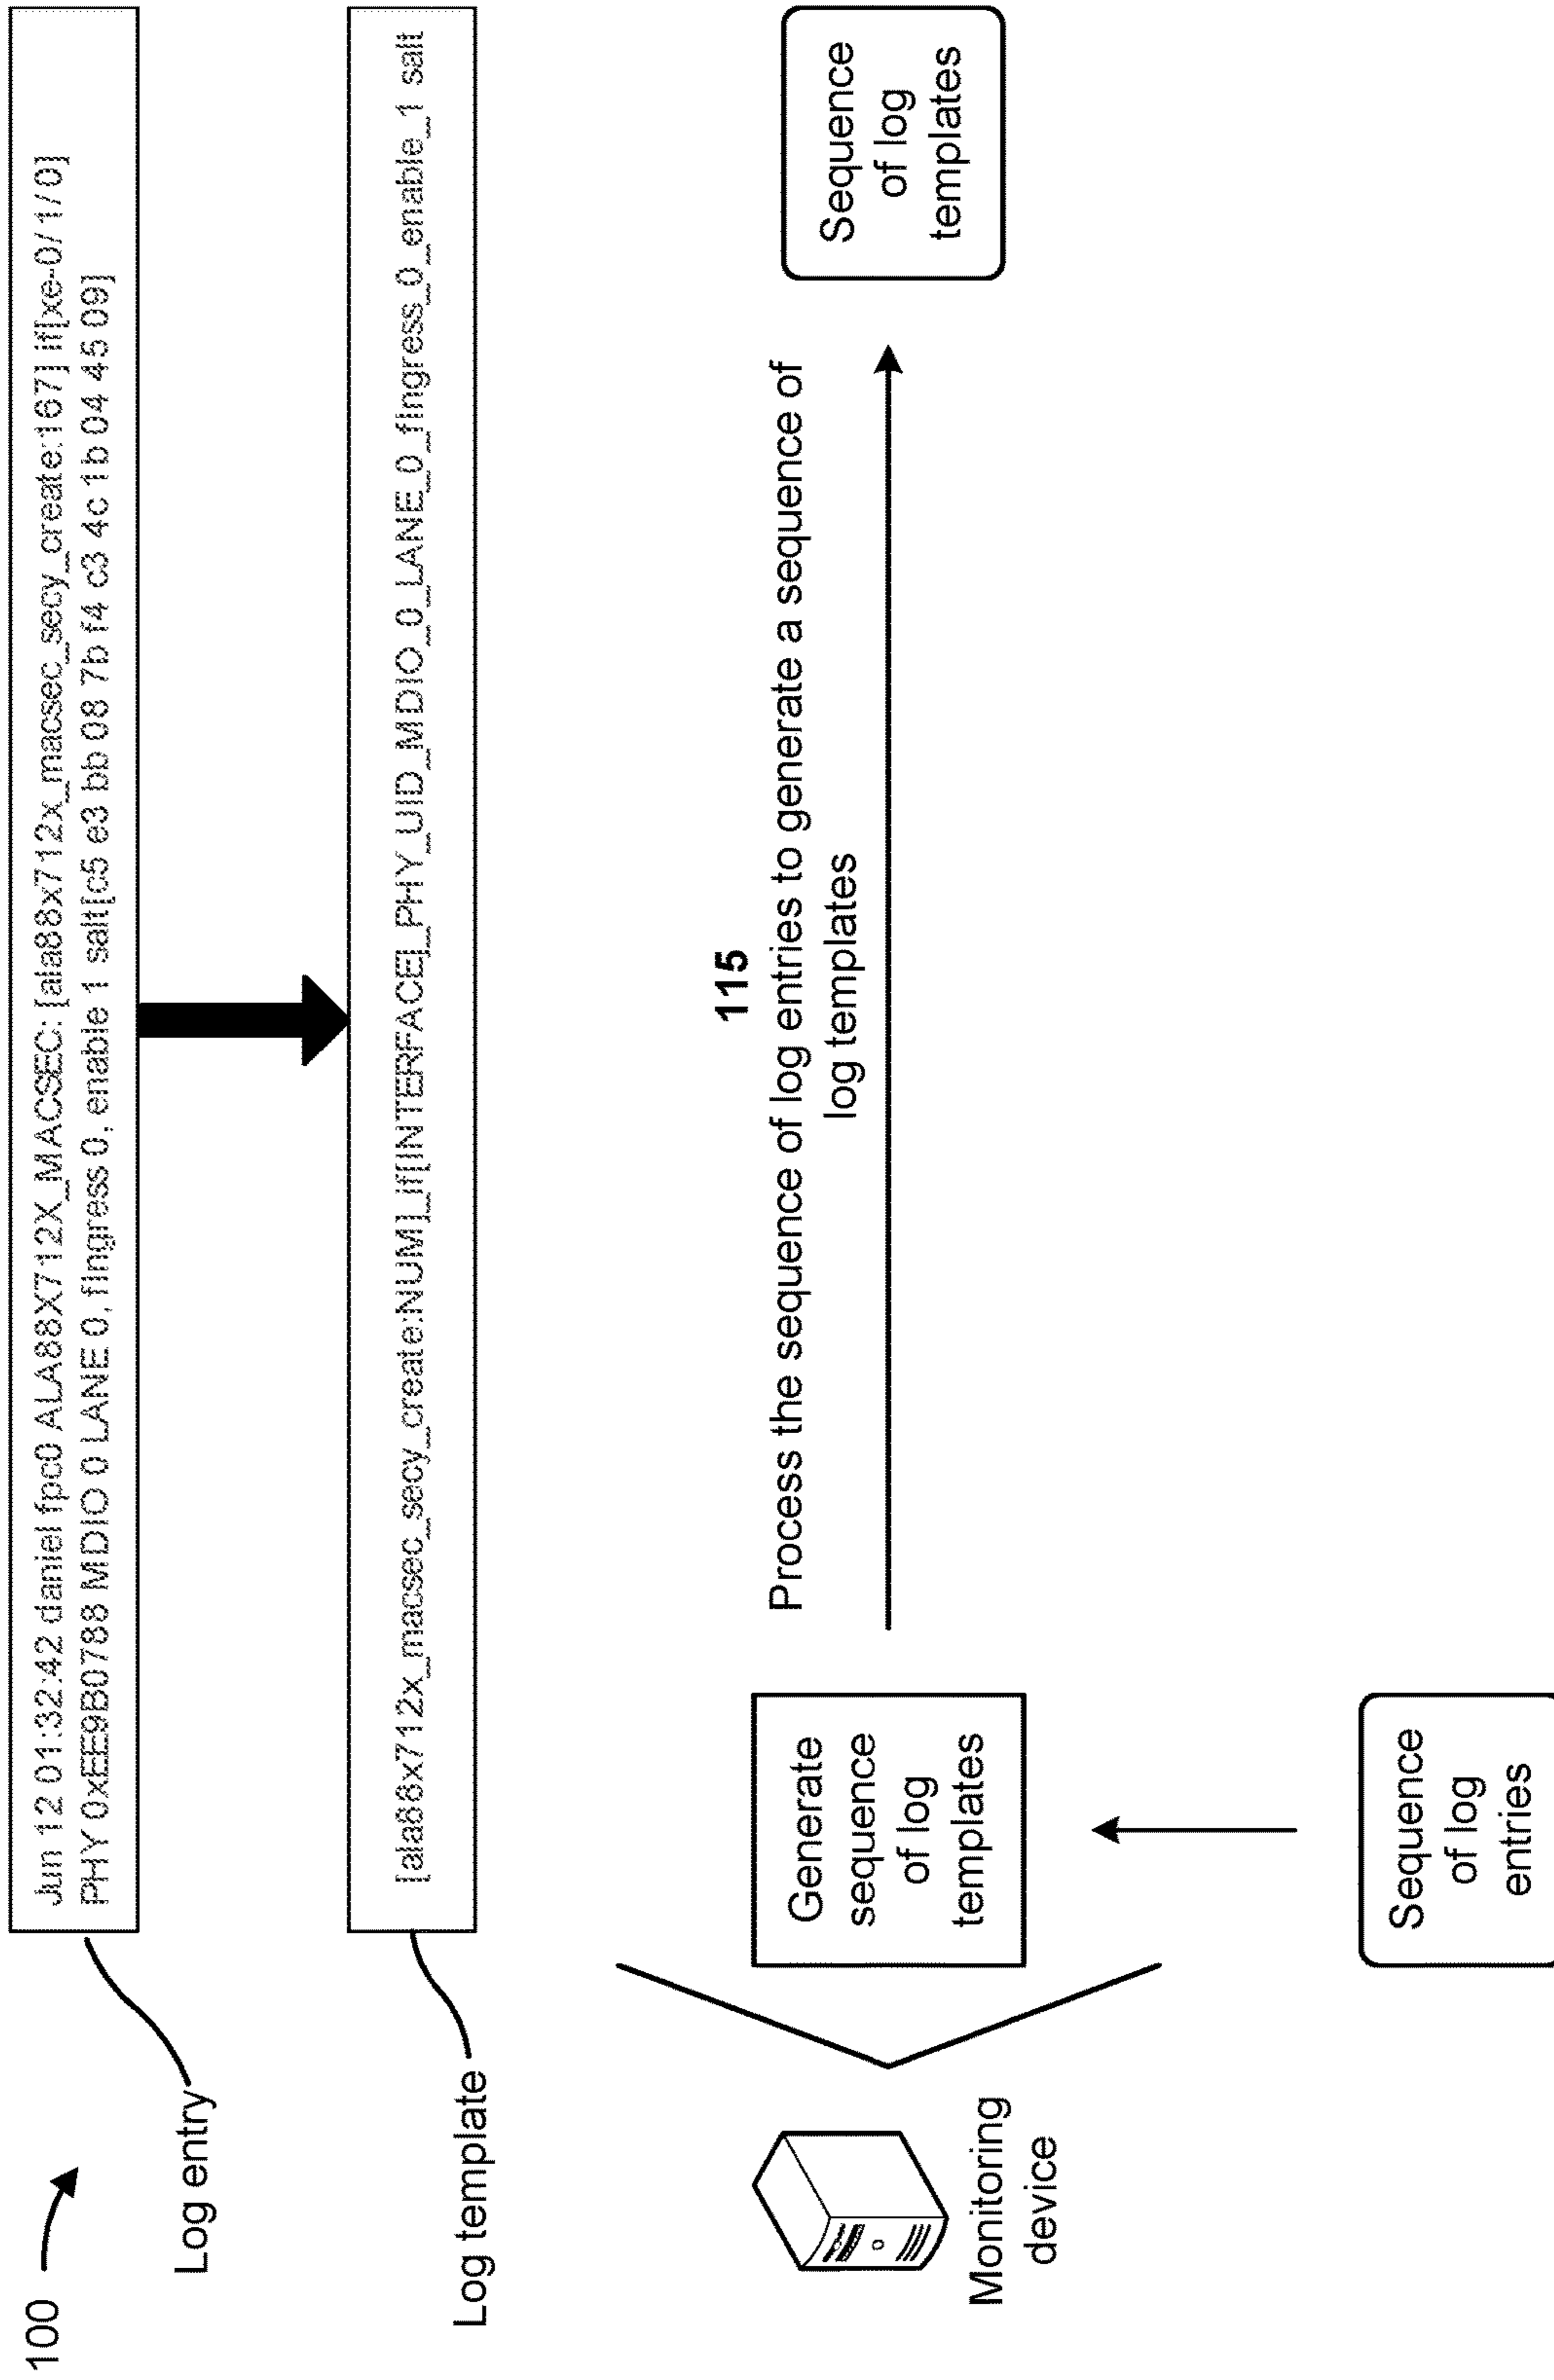 100
Log entry
Jun 12 01:32:42 daniel fpc0 ALA88X712X_MACSEC: [ala88x712x_macsec_secy_create:167] if[xe-0/1/0]
PHY 0xEE9B0788 MDIO 0 LANE 0, fIngress 0, enable 1 salt[c5 e3 bb 08 7b f4 c3 4c 1b 04 45 09]
Log template
[ala88x712x_macsec_secy_create:NUM]_if[INTERFACE]_PHY_UID_MDIO_0_LANE_0_fIngress_0_enable_1 salt
115
Process the sequence of log entries to generate a sequence of
log templates
Monitoring
device
Generate
sequence
of log
templates
Sequence
of log
templates
Sequence
of log
entries